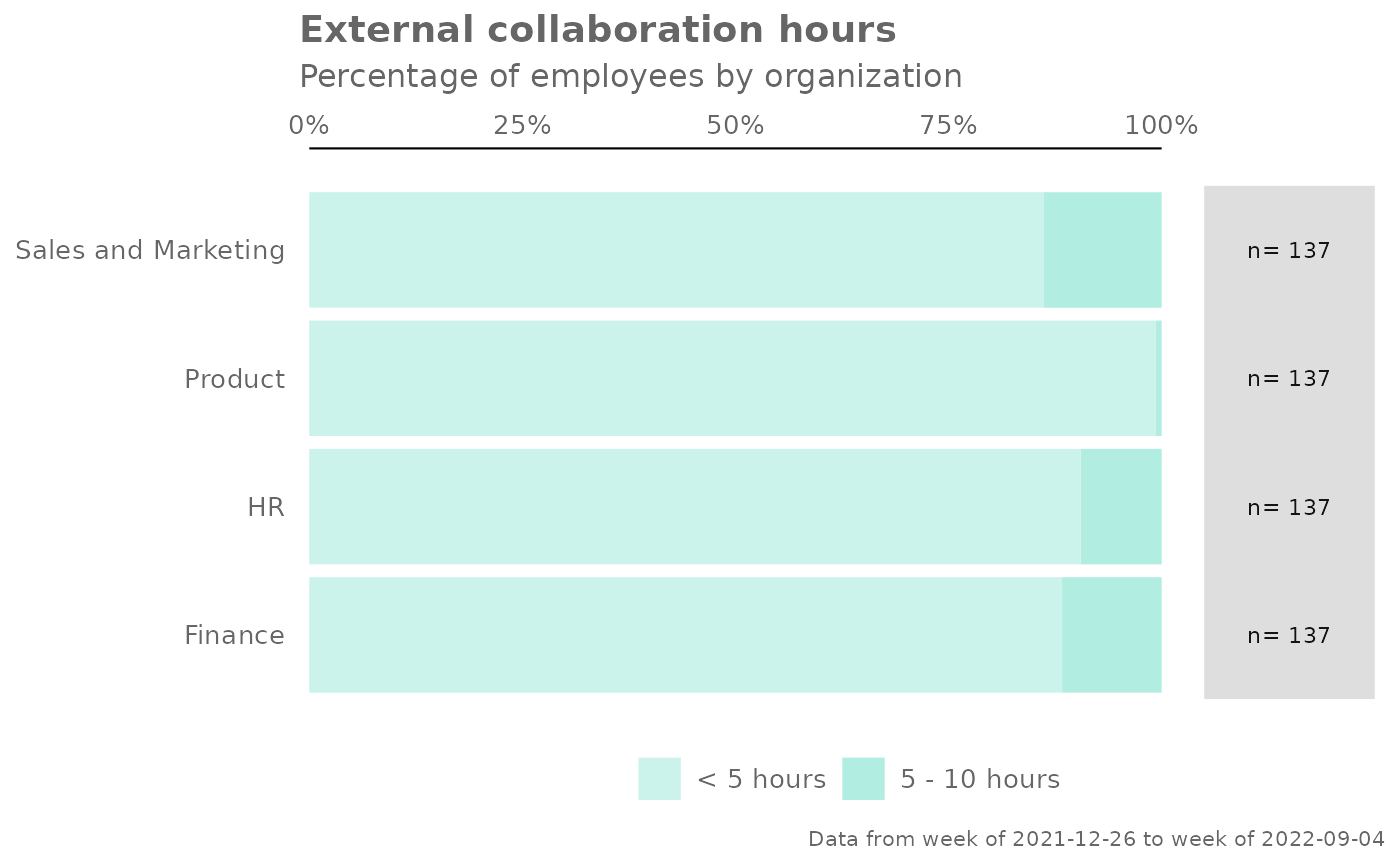 External collaboration hours
Percentage of employees by organization
0% 25% 50% 75% 100%
Sales and Marketing n= 137
Product n= 137
HR n= 137
Finance n= 137
< 5 hours 5 - 10 hours
Data from week of 2021-12-26 to week of 2022-09-04